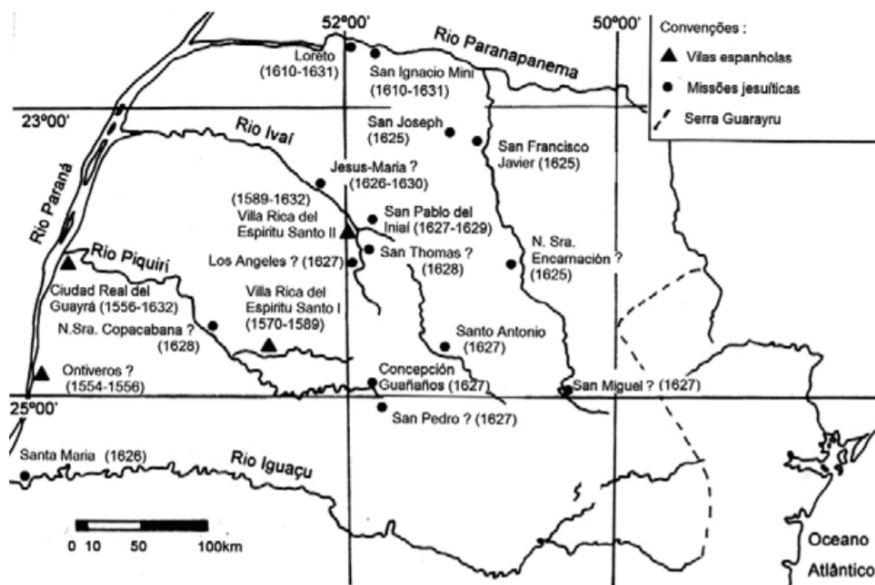 52°00'
50°00'
Convenções :
Vilas espanholas
Missões jesuíticas
Serra Guarayru
Loreto
(1610-1631)
Rio Paranapanema
San Ignacio Mini
(1610-1631)
23°00'
Rio Ivaí
San Joseph
(1625)
San Francisco
Javier (1625)
Jesus-Maria ?
(1626-1630)
Rio Paraná
(1589-1632)
Villa Rica del
Espiritu Santo II
San Pablo del
Iniaí (1627-1629)
Rio Piquirí
Los Angeles ? (1627)
San Thomas ?
(1628)
N. Sra.
Encarnación ?
(1625)
Ciudad Real del
Guayrá (1556-1632)
Villa Rica del
Espiritu Santo I
(1570-1589)
N.Sra. Copacabana ?
(1628)
Santo Antonio
(1627)
Ontiveros ?
(1554-1556)
Concepción
Guañaños (1627)
San Miguel ? (1627)
25°00'
San Pedro ? (1627)
Santa Maria (1626)
Rio Iguaçu
0 10 50 100km
Oceano
Atlântico